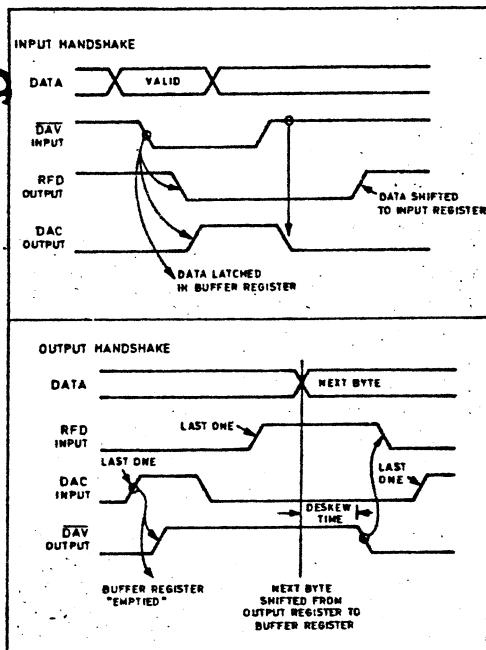 INPUT HANDSHAKE
DATA
VALID
DAV
INPUT
RFD
OUTPUT
DATA SHIFTED
TO INPUT REGISTER
DAC
OUTPUT
DATA LATCHED
IN BUFFER REGISTER
OUTPUT HANDSHAKE
DATA
NEXT BYTE
RFD
INPUT
LAST ONE
LAST ONE
DAC
INPUT
LAST
ONE
DESKEW
TIME
DAV
OUTPUT
BUFFER REGISTER
"EMPTIED"
NEXT BYTE
SHIFTED FROM
OUTPUT REGISTER TO
BUFFER REGISTER